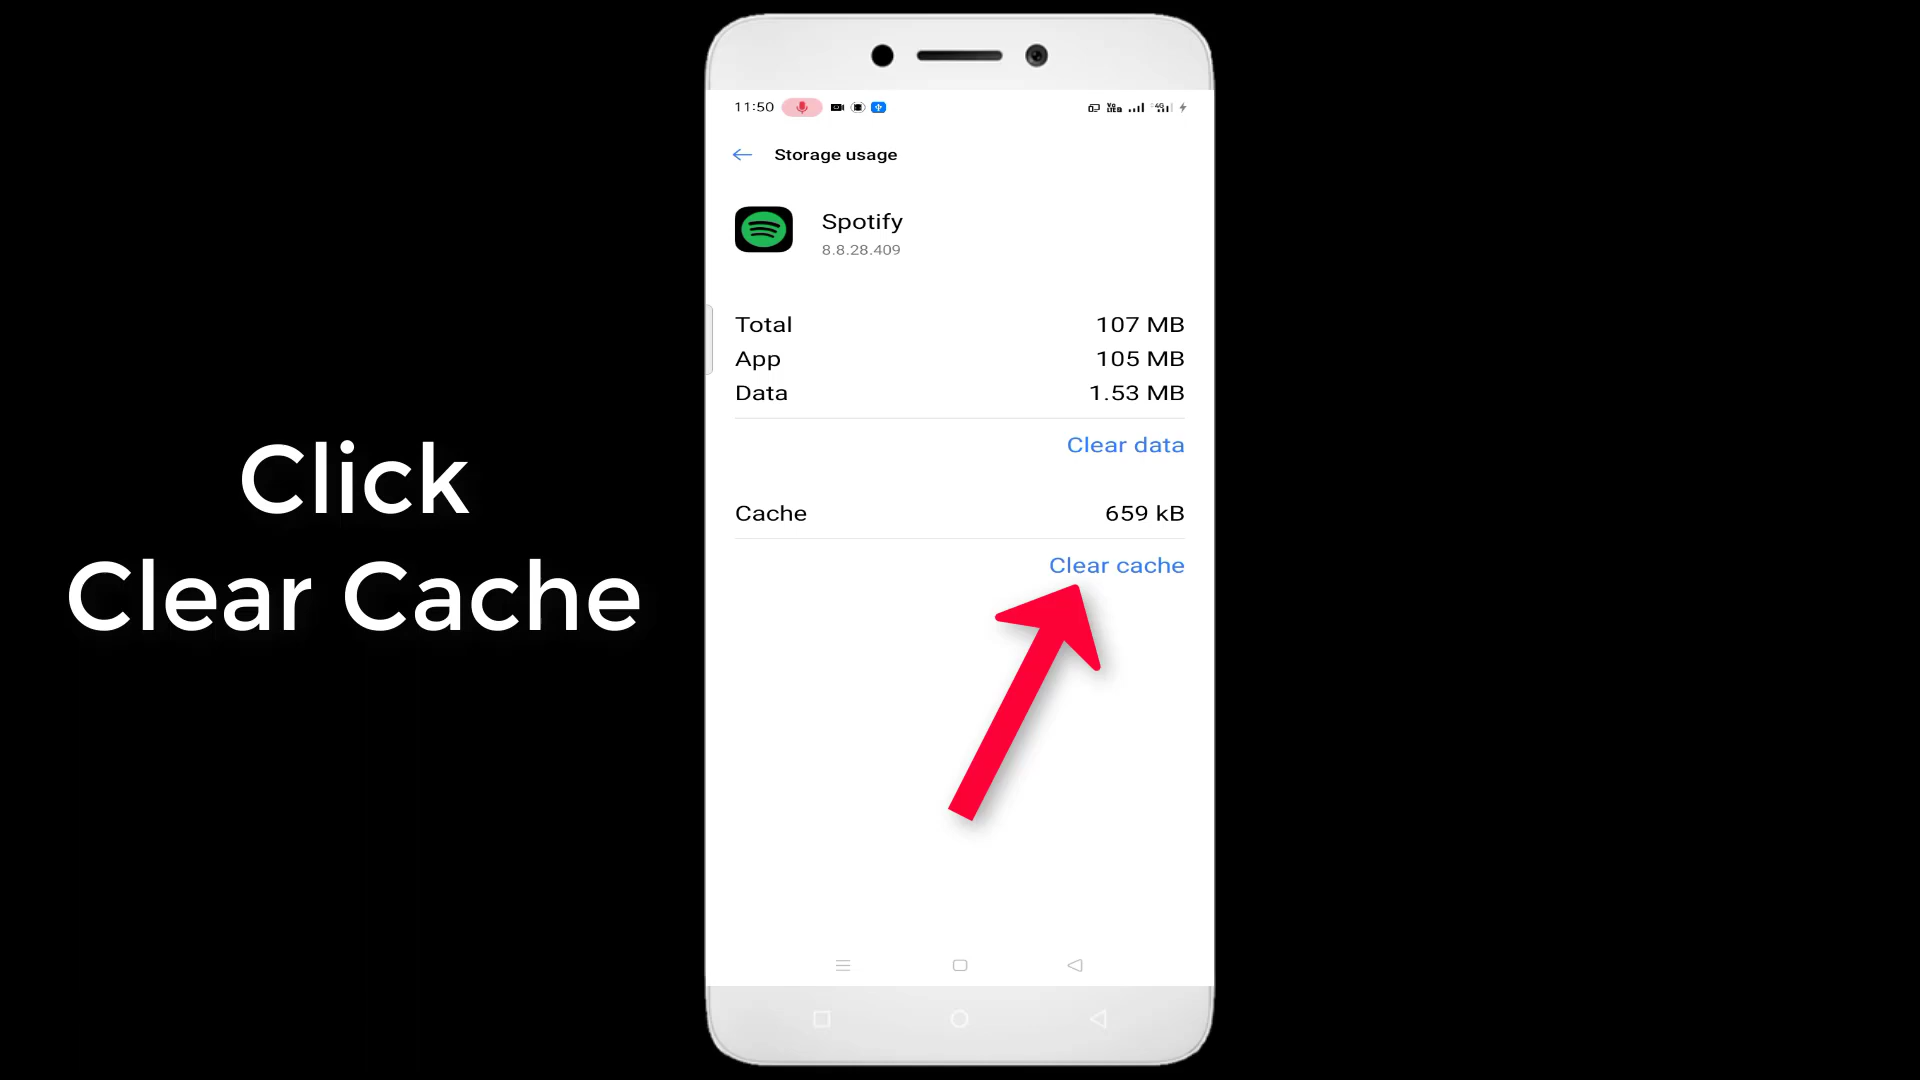 Click
Clear Cache
11:50
Storage usage
Spotify
8.8.28.409
Total 107 MB
App 105 MB
Data 1.53 MB
Clear data
Cache 659 kB
Clear cache